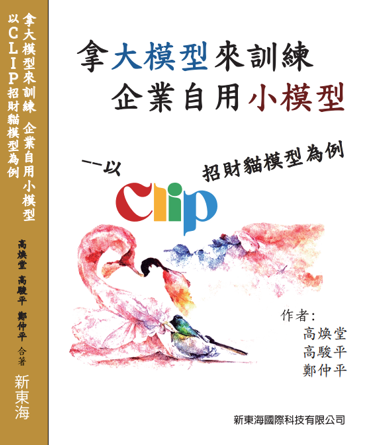 拿大模型來訓練 企業自用小模型
以CLIP招財貓模型為例
高煥堂 高駿平 鄭仲平 合著
新東海
拿大模型來訓練
企業自用小模型
--以
Clip
招財貓模型為例
作者:
高煥堂
高駿平
鄭仲平
新東海國際科技有限公司